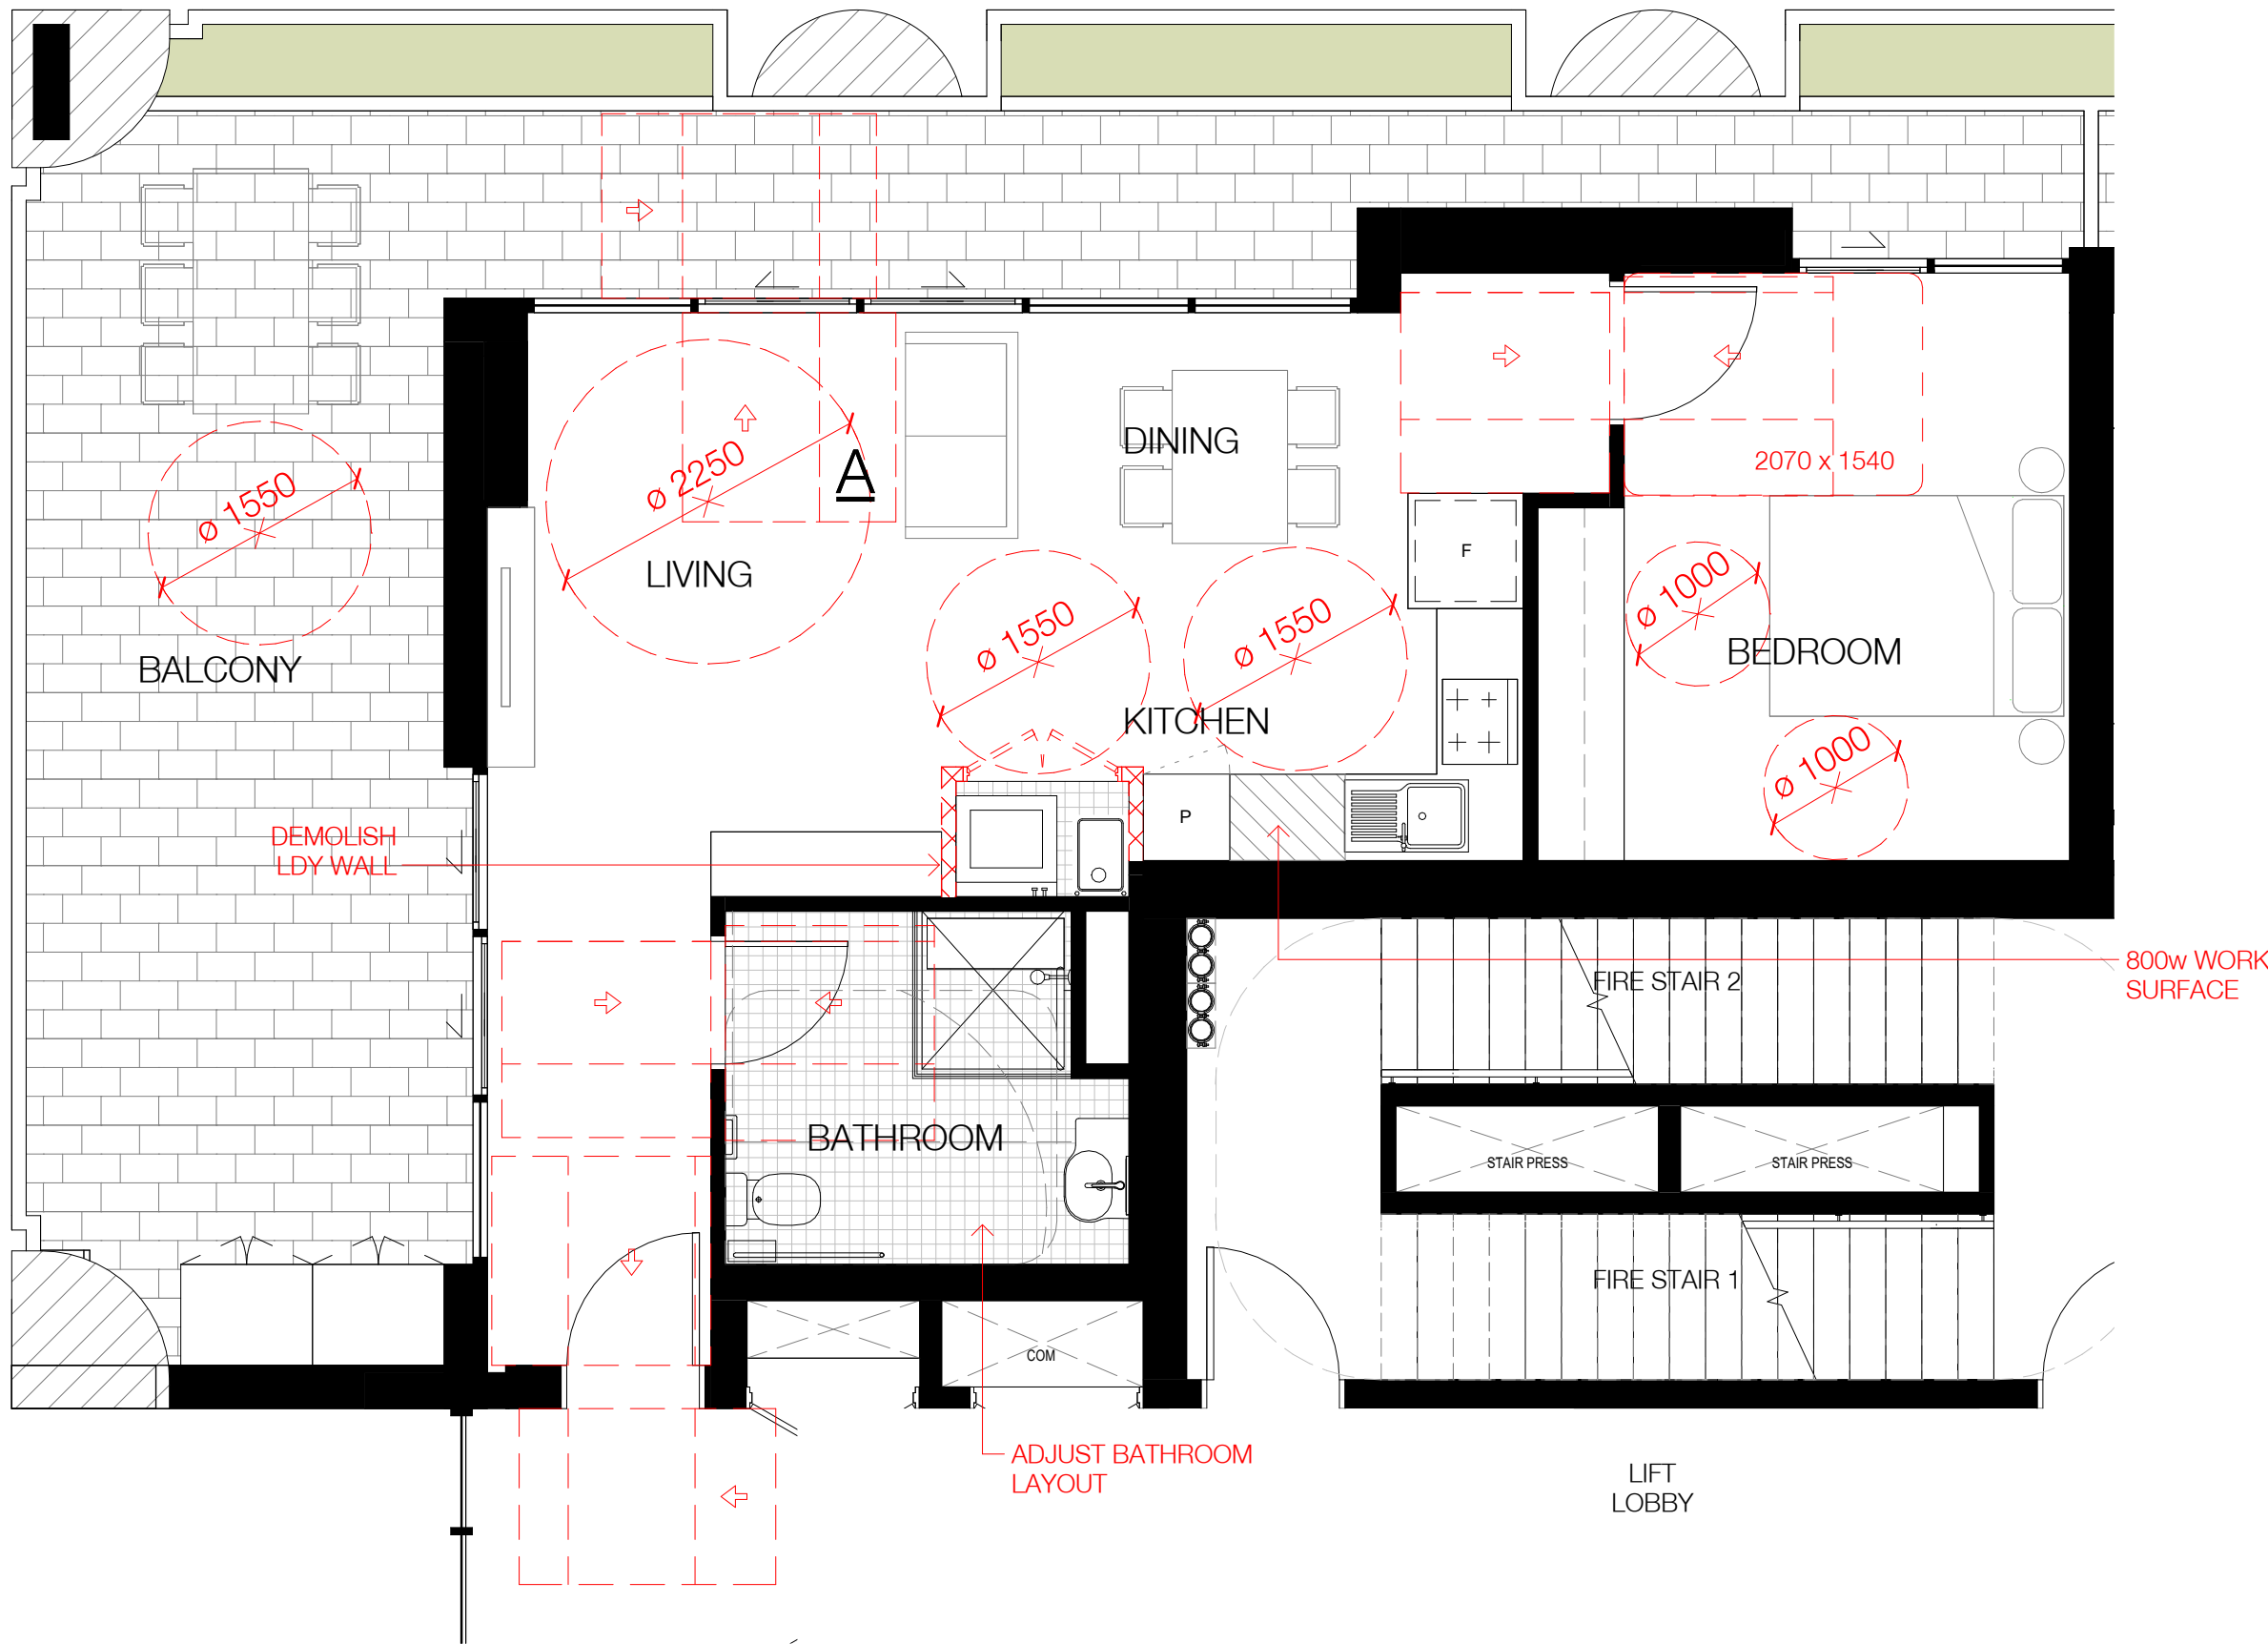 DINING
A
ø 2250
2070 x 1540
ø 1550
F
LIVING
ø 1000
ø 1550
ø 1550
BEDROOM
BALCONY
KITCHEN
ø 1000
P
DEMOLISH
LDY WALL
800w WORK
SURFACE
FIRE STAIR 2
BATHROOM
STAIR PRESS
STAIR PRESS
FIRE STAIR 1
COM
ADJUST BATHROOM
LAYOUT
LIFT
LOBBY